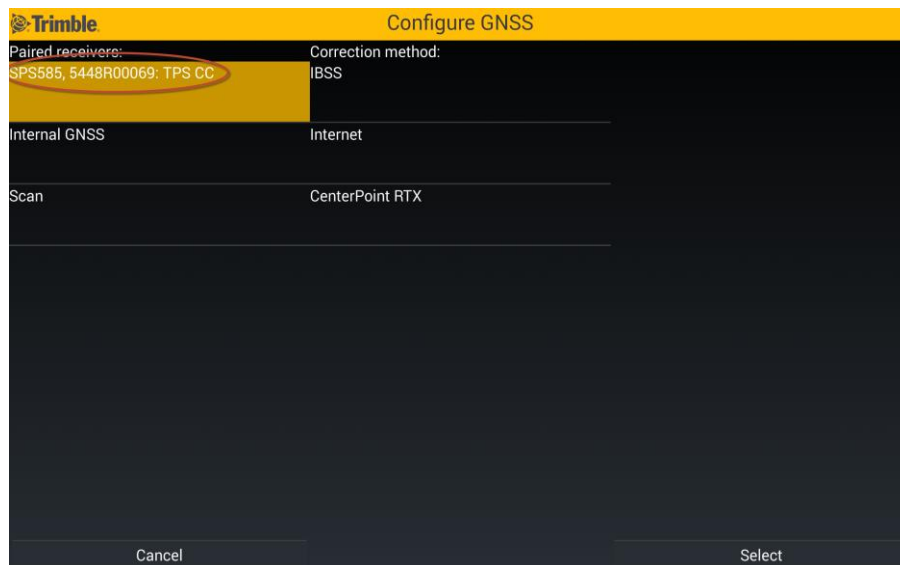 Trimble.
Configure GNSS
Paired receivers:
Correction method:
SPS585, 5448R00069: TPS CC
IBSS
Internal GNSS
Internet
Scan
CenterPoint RTX
Cancel
Select